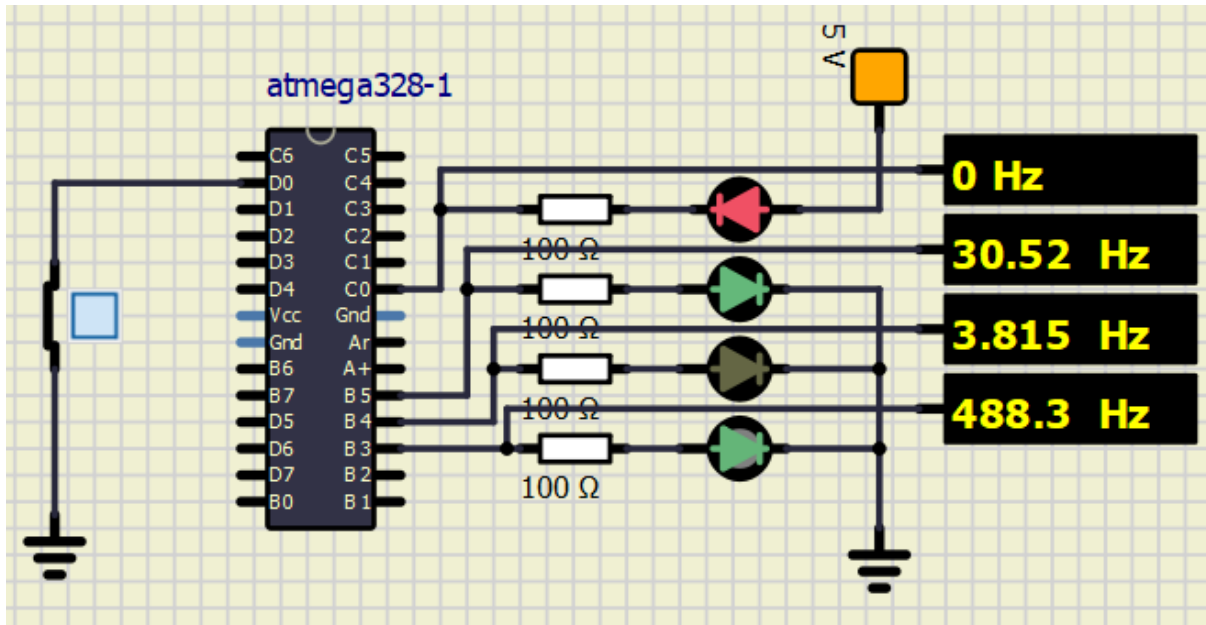 5 V
atmega328-1
C6 C5
D0 C4
D1 C3
D2 C2
D3 C1
D4 C0
Vcc Gnd
Gnd Ar
B6 A+
B7 B5
D5 B4
D6 B3
D7 B2
B0 B1
100 Ω
100 Ω
100 Ω
100 Ω
0 Hz
30.52 Hz
3.815 Hz
488.3 Hz